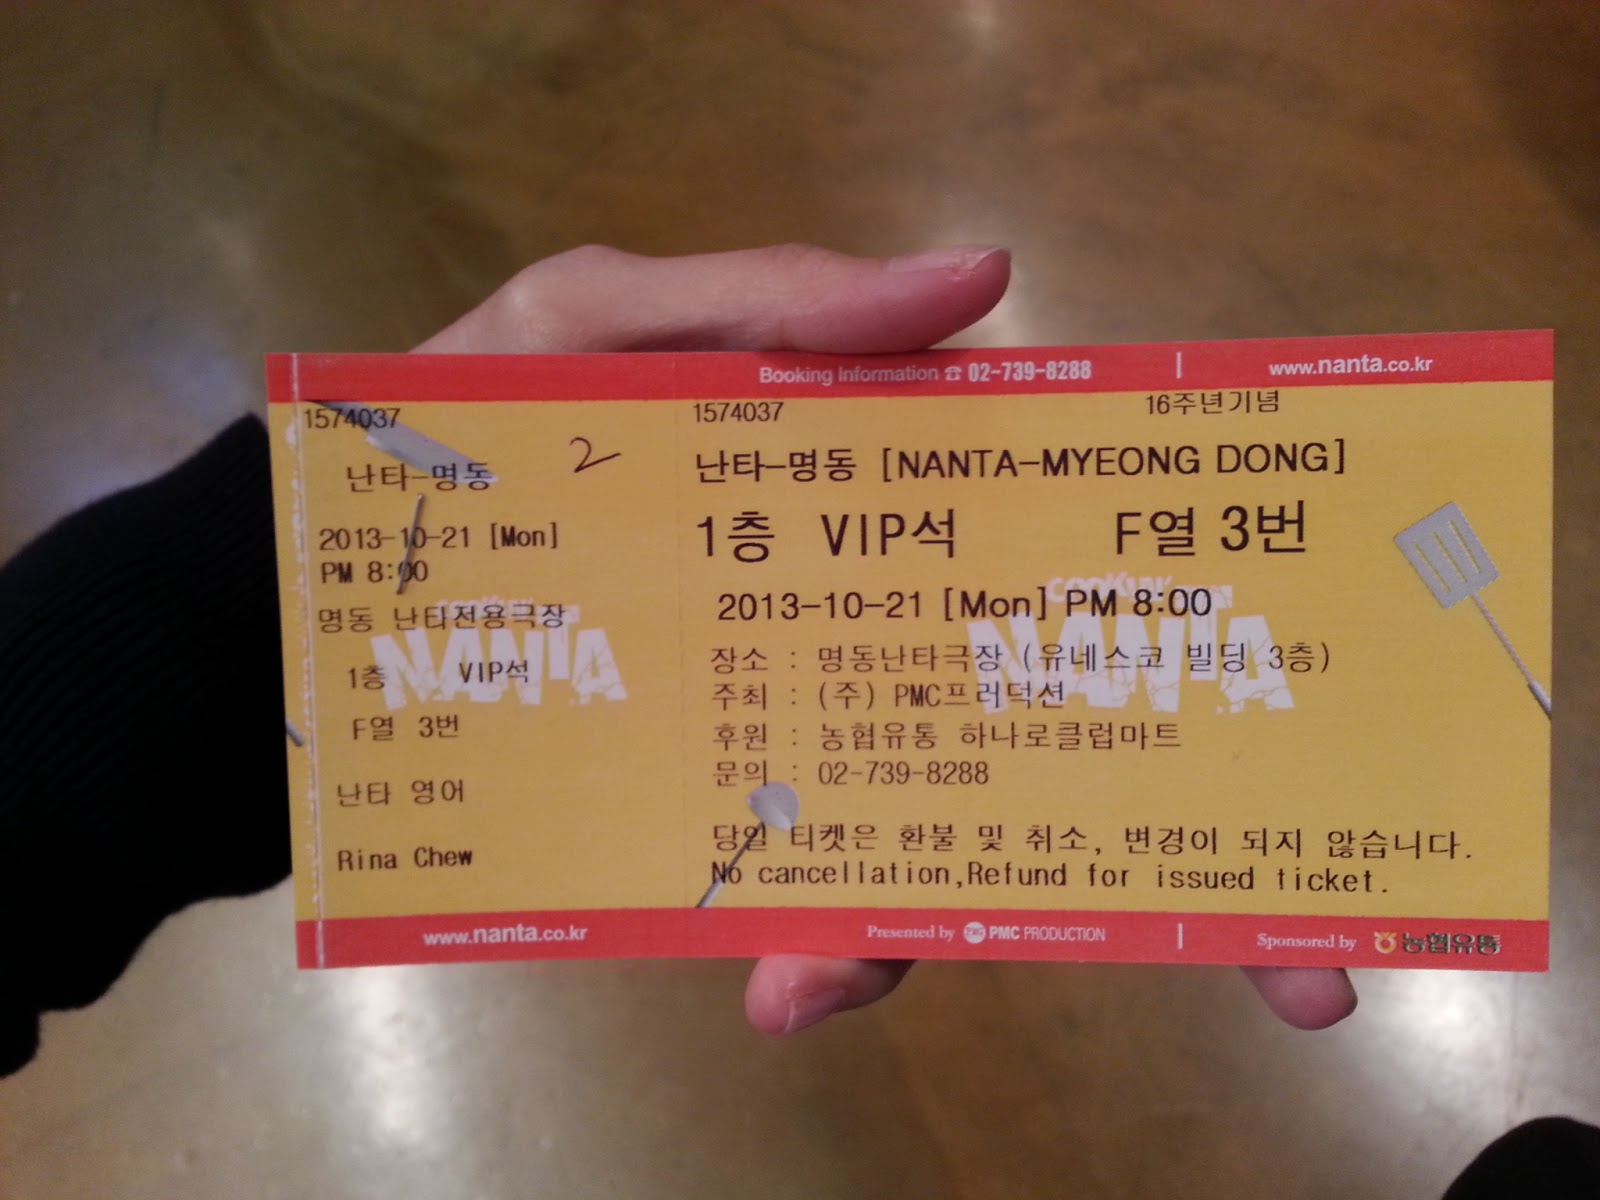 Booking Information ☎ 02-739-8288
www.nanta.co.kr
1574037
난타-명동
2
2013-10-21 [Mon]
PM 8:00
명동 난타전용극장
COOKIN'
NANTA
1층 VIP석
F열 3번
난타 영어
Rina Chew
www.nanta.co.kr
1574037
16주년기념
난타-명동 [NANTA-MYEONG DONG]
1층 VIP석 F열 3번
2013-10-21 [Mon] PM 8:00
COOKIN'
NANTA
장소 : 명동난타극장 (유네스코 빌딩 3층)
주최 : (주) PMC프러덕션
후원 : 농협유통 하나로클럽마트
문의 : 02-739-8288
당일 티켓은 환불 및 취소, 변경이 되지 않습니다.
No cancellation,Refund for issued ticket.
Presented by PMC PRODUCTION
Sponsored by 농협유통